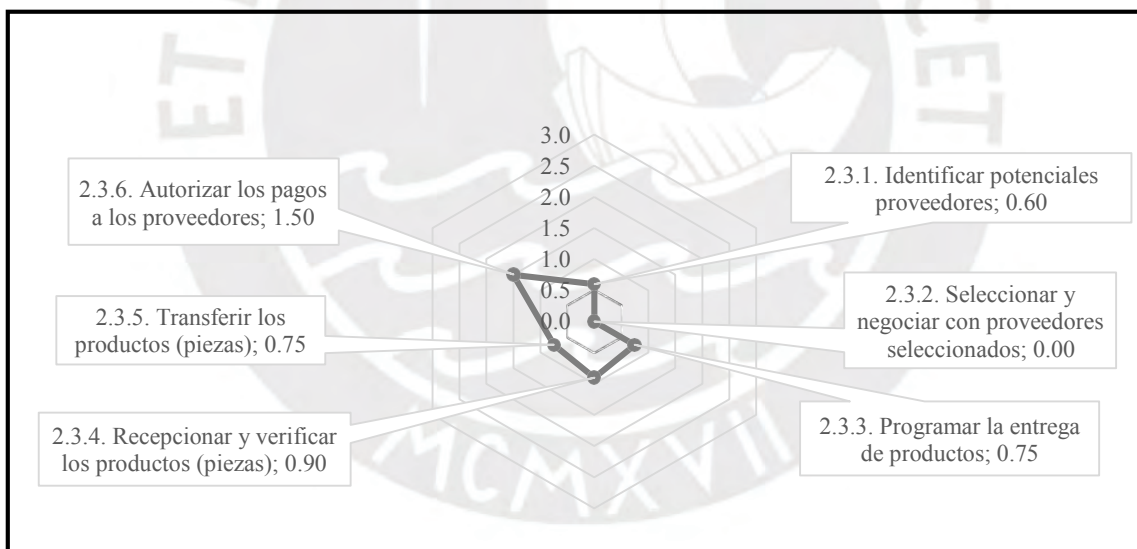 ET
CET
3.0
2.5
2.0
1.5
1.0
0.5
0.0
2.3.1. Identificar potenciales
proveedores; 0.60
2.3.2. Seleccionar y
negociar con proveedores
seleccionados; 0.00
2.3.3. Programar la entrega
de productos; 0.75
2.3.4. Recepcionar y verificar
los productos (piezas); 0.90
2.3.5. Transferir los
productos (piezas); 0.75
2.3.6. Autorizar los pagos
a los proveedores; 1.50
MCMXVII